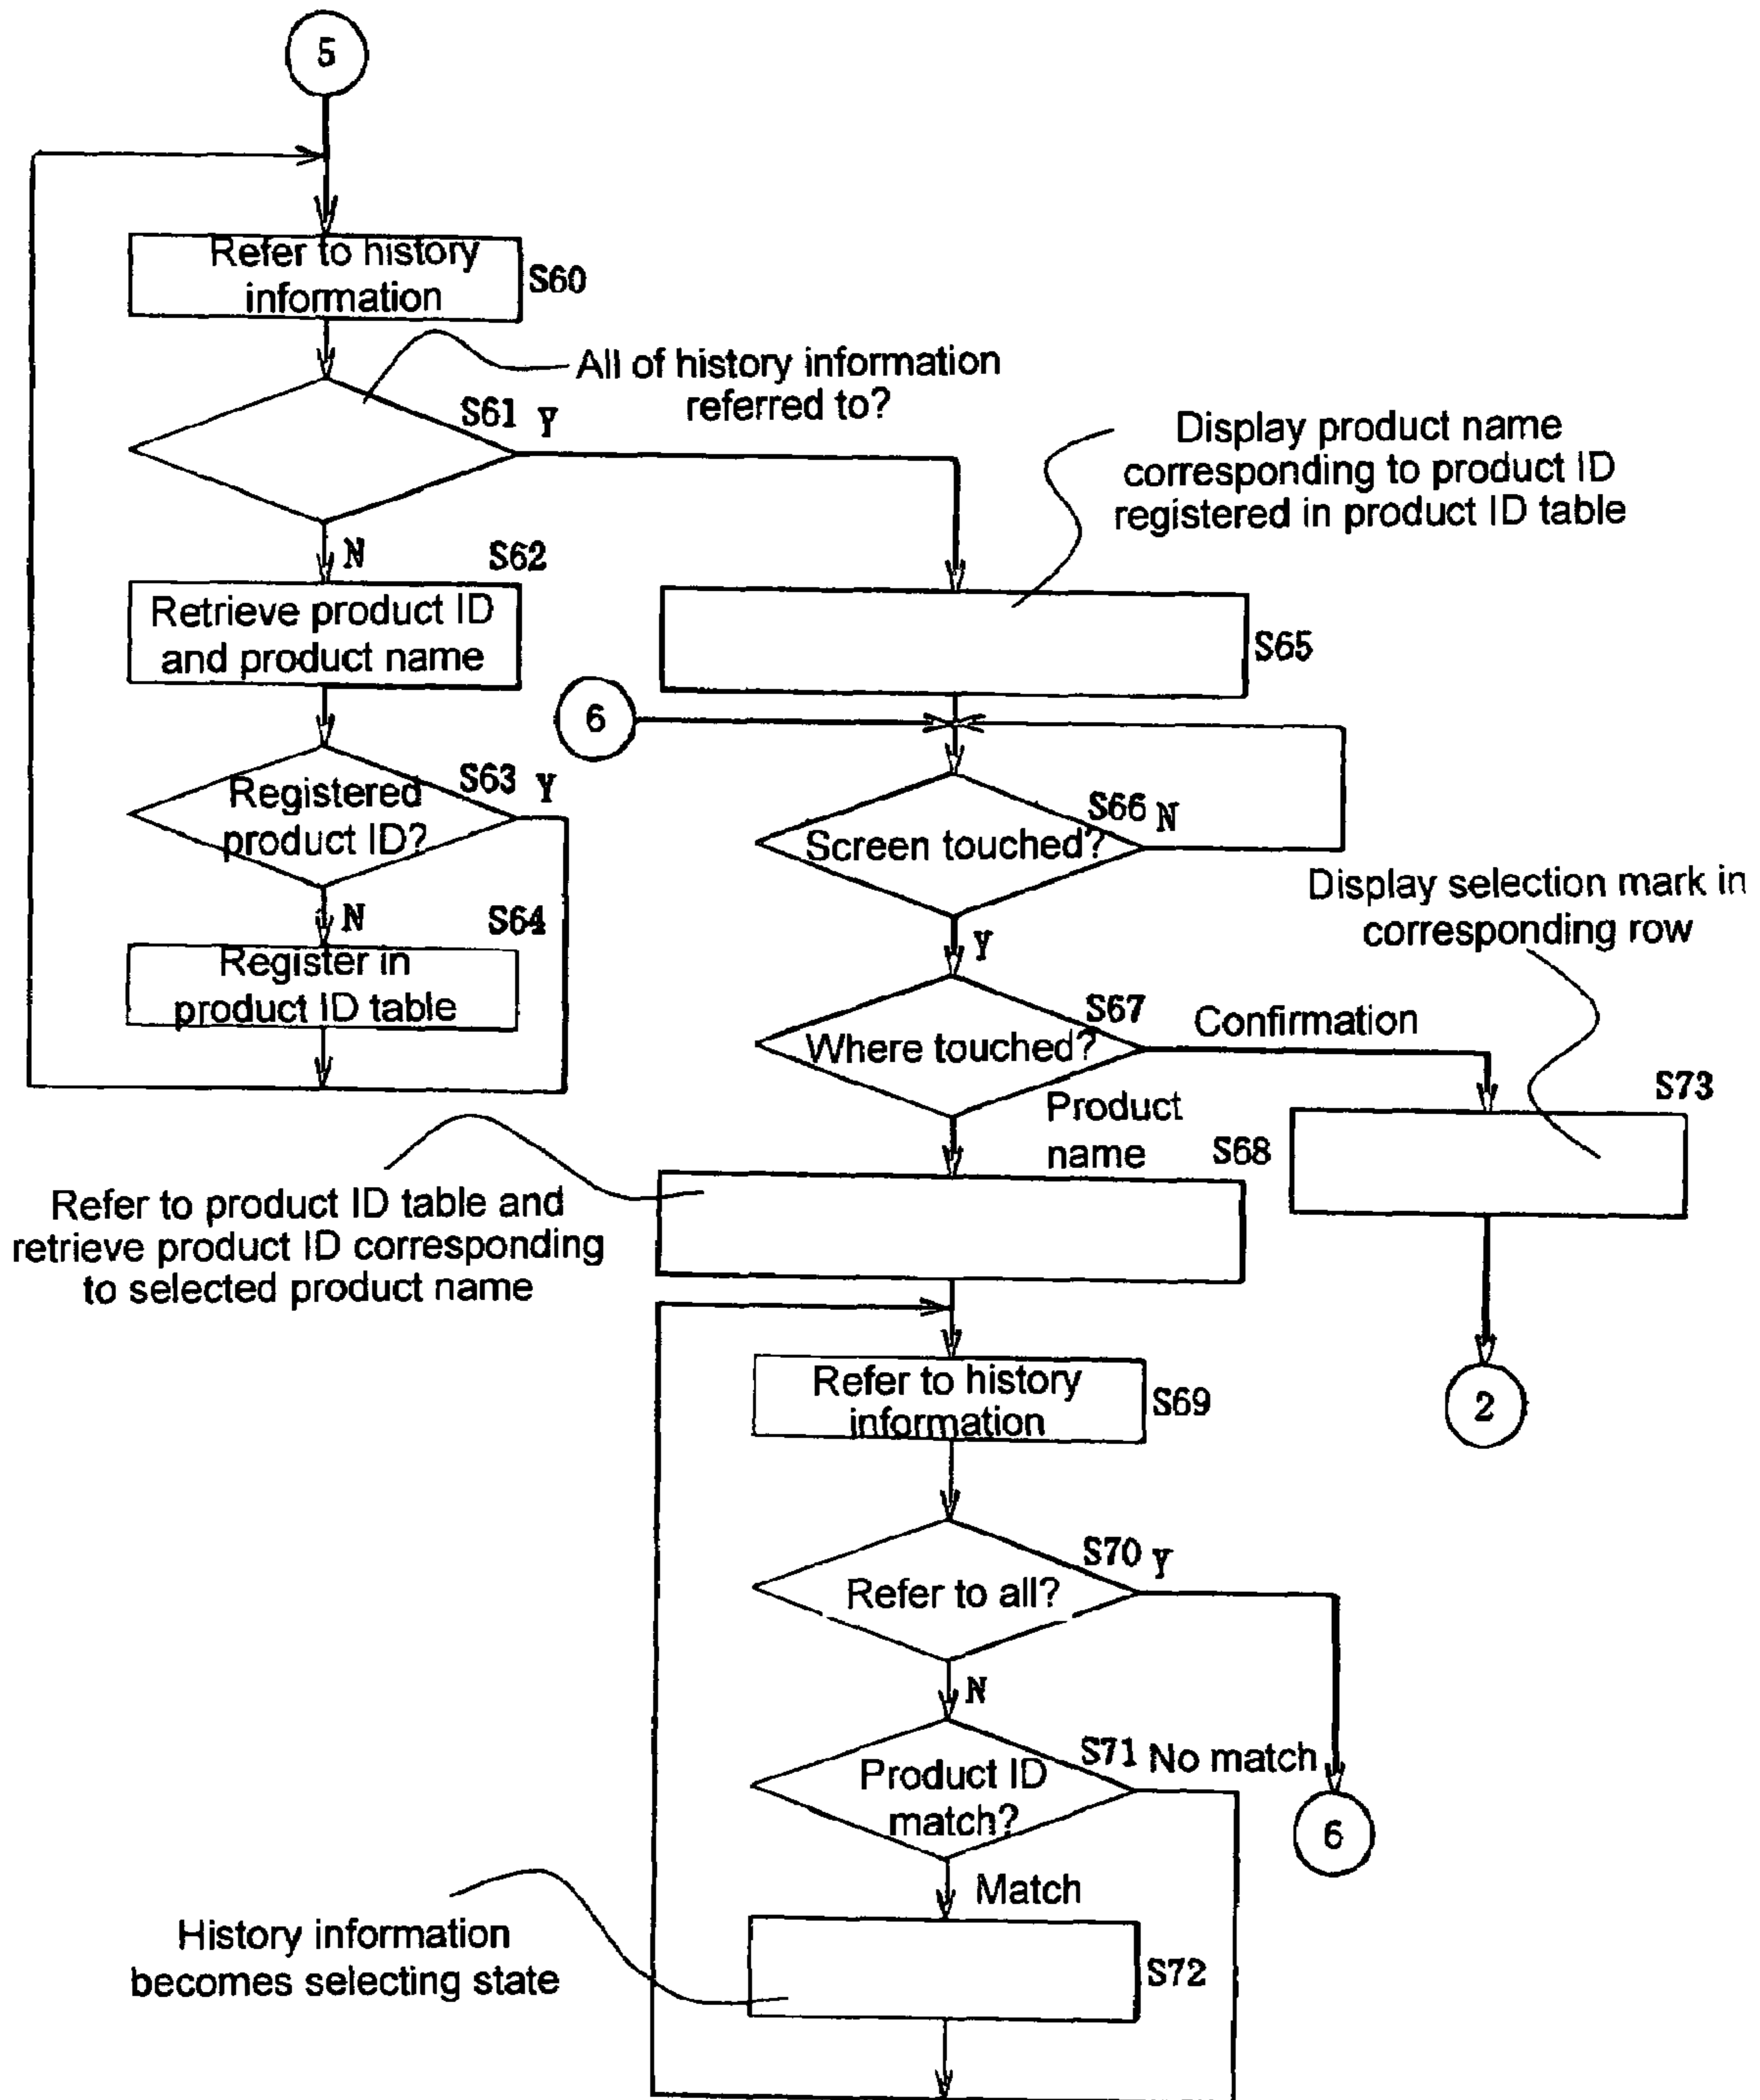 5
Refer to history
information
S60
All of history information
referred to?
S61 Y
Display product name
corresponding to product ID
registered in product ID table
N
S62
Retrieve product ID
and product name
S65
6
S63 Y
Registered
product ID?
S66 N
Screen touched?
Display selection mark in
corresponding row
N
S64
Register in
product ID table
Y
S67
Confirmation
Where touched?
S73
Product
name
S68
Refer to product ID table and
retrieve product ID corresponding
to selected product name
Refer to history
information
S69
2
S70 Y
Refer to all?
N
S71 No match
Product ID
match?
6
Match
History information
becomes selecting state
S72